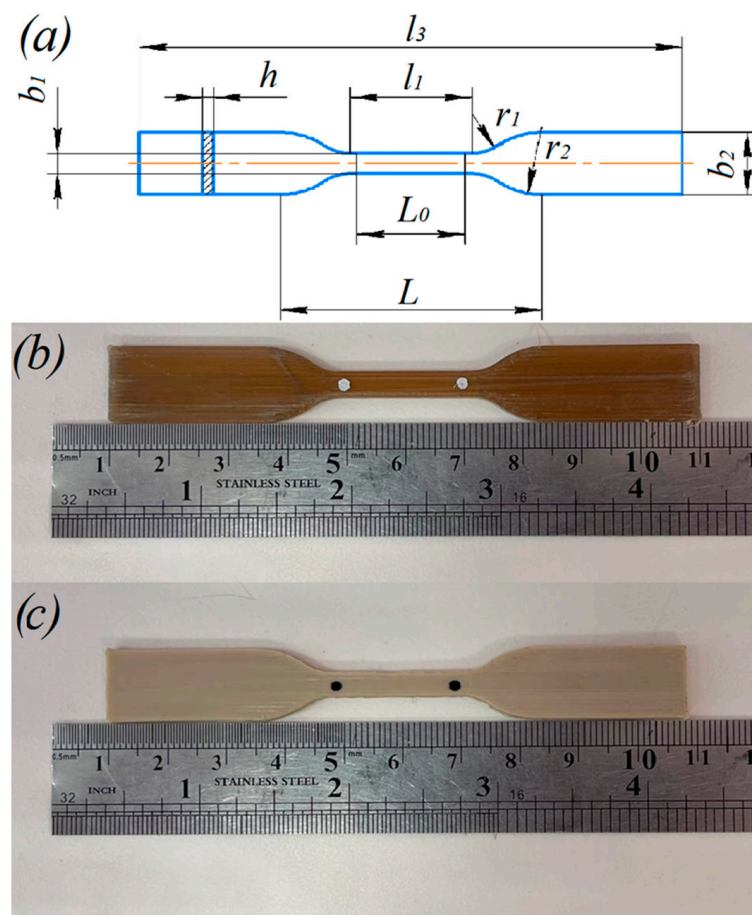 (a)
l3
b1
h
l1
r1
r2
b2
L0
L
(b)
0.5mm 1 2 3 4 5 mm 6 7 8 9 10 11 1
INCH 1 STAINLESS STEEL 2 3 4
32 16
(c)
0.5mm 1 2 3 4 5 mm 6 7 8 9 10 11 1
INCH 1 STAINLESS STEEL 2 3 4
32 16